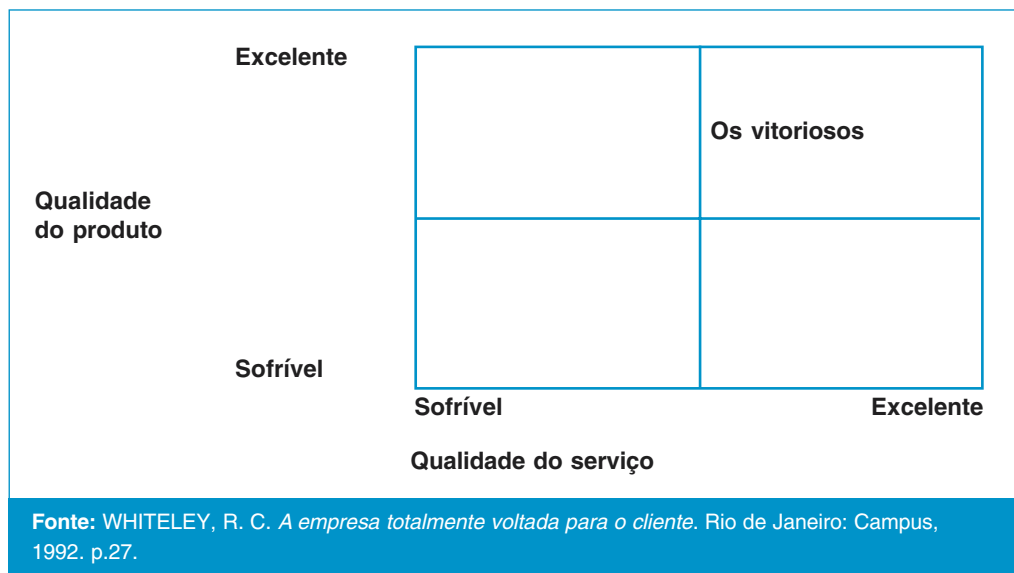 Excelente
Os vitoriosos
Qualidade
do produto
Sofrível
Sofrível
Excelente
Qualidade do serviço
Fonte: WHITELEY, R. C. A empresa totalmente voltada para o cliente. Rio de Janeiro: Campus,
1992. p.27.